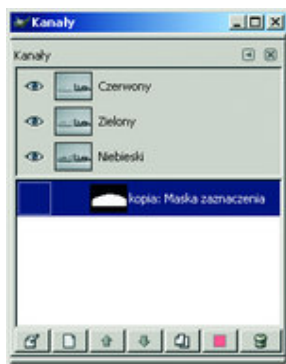 Kanały
Kanały
Czerwony
Zielony
Niebieski
kopia: Maska zaznaczenia